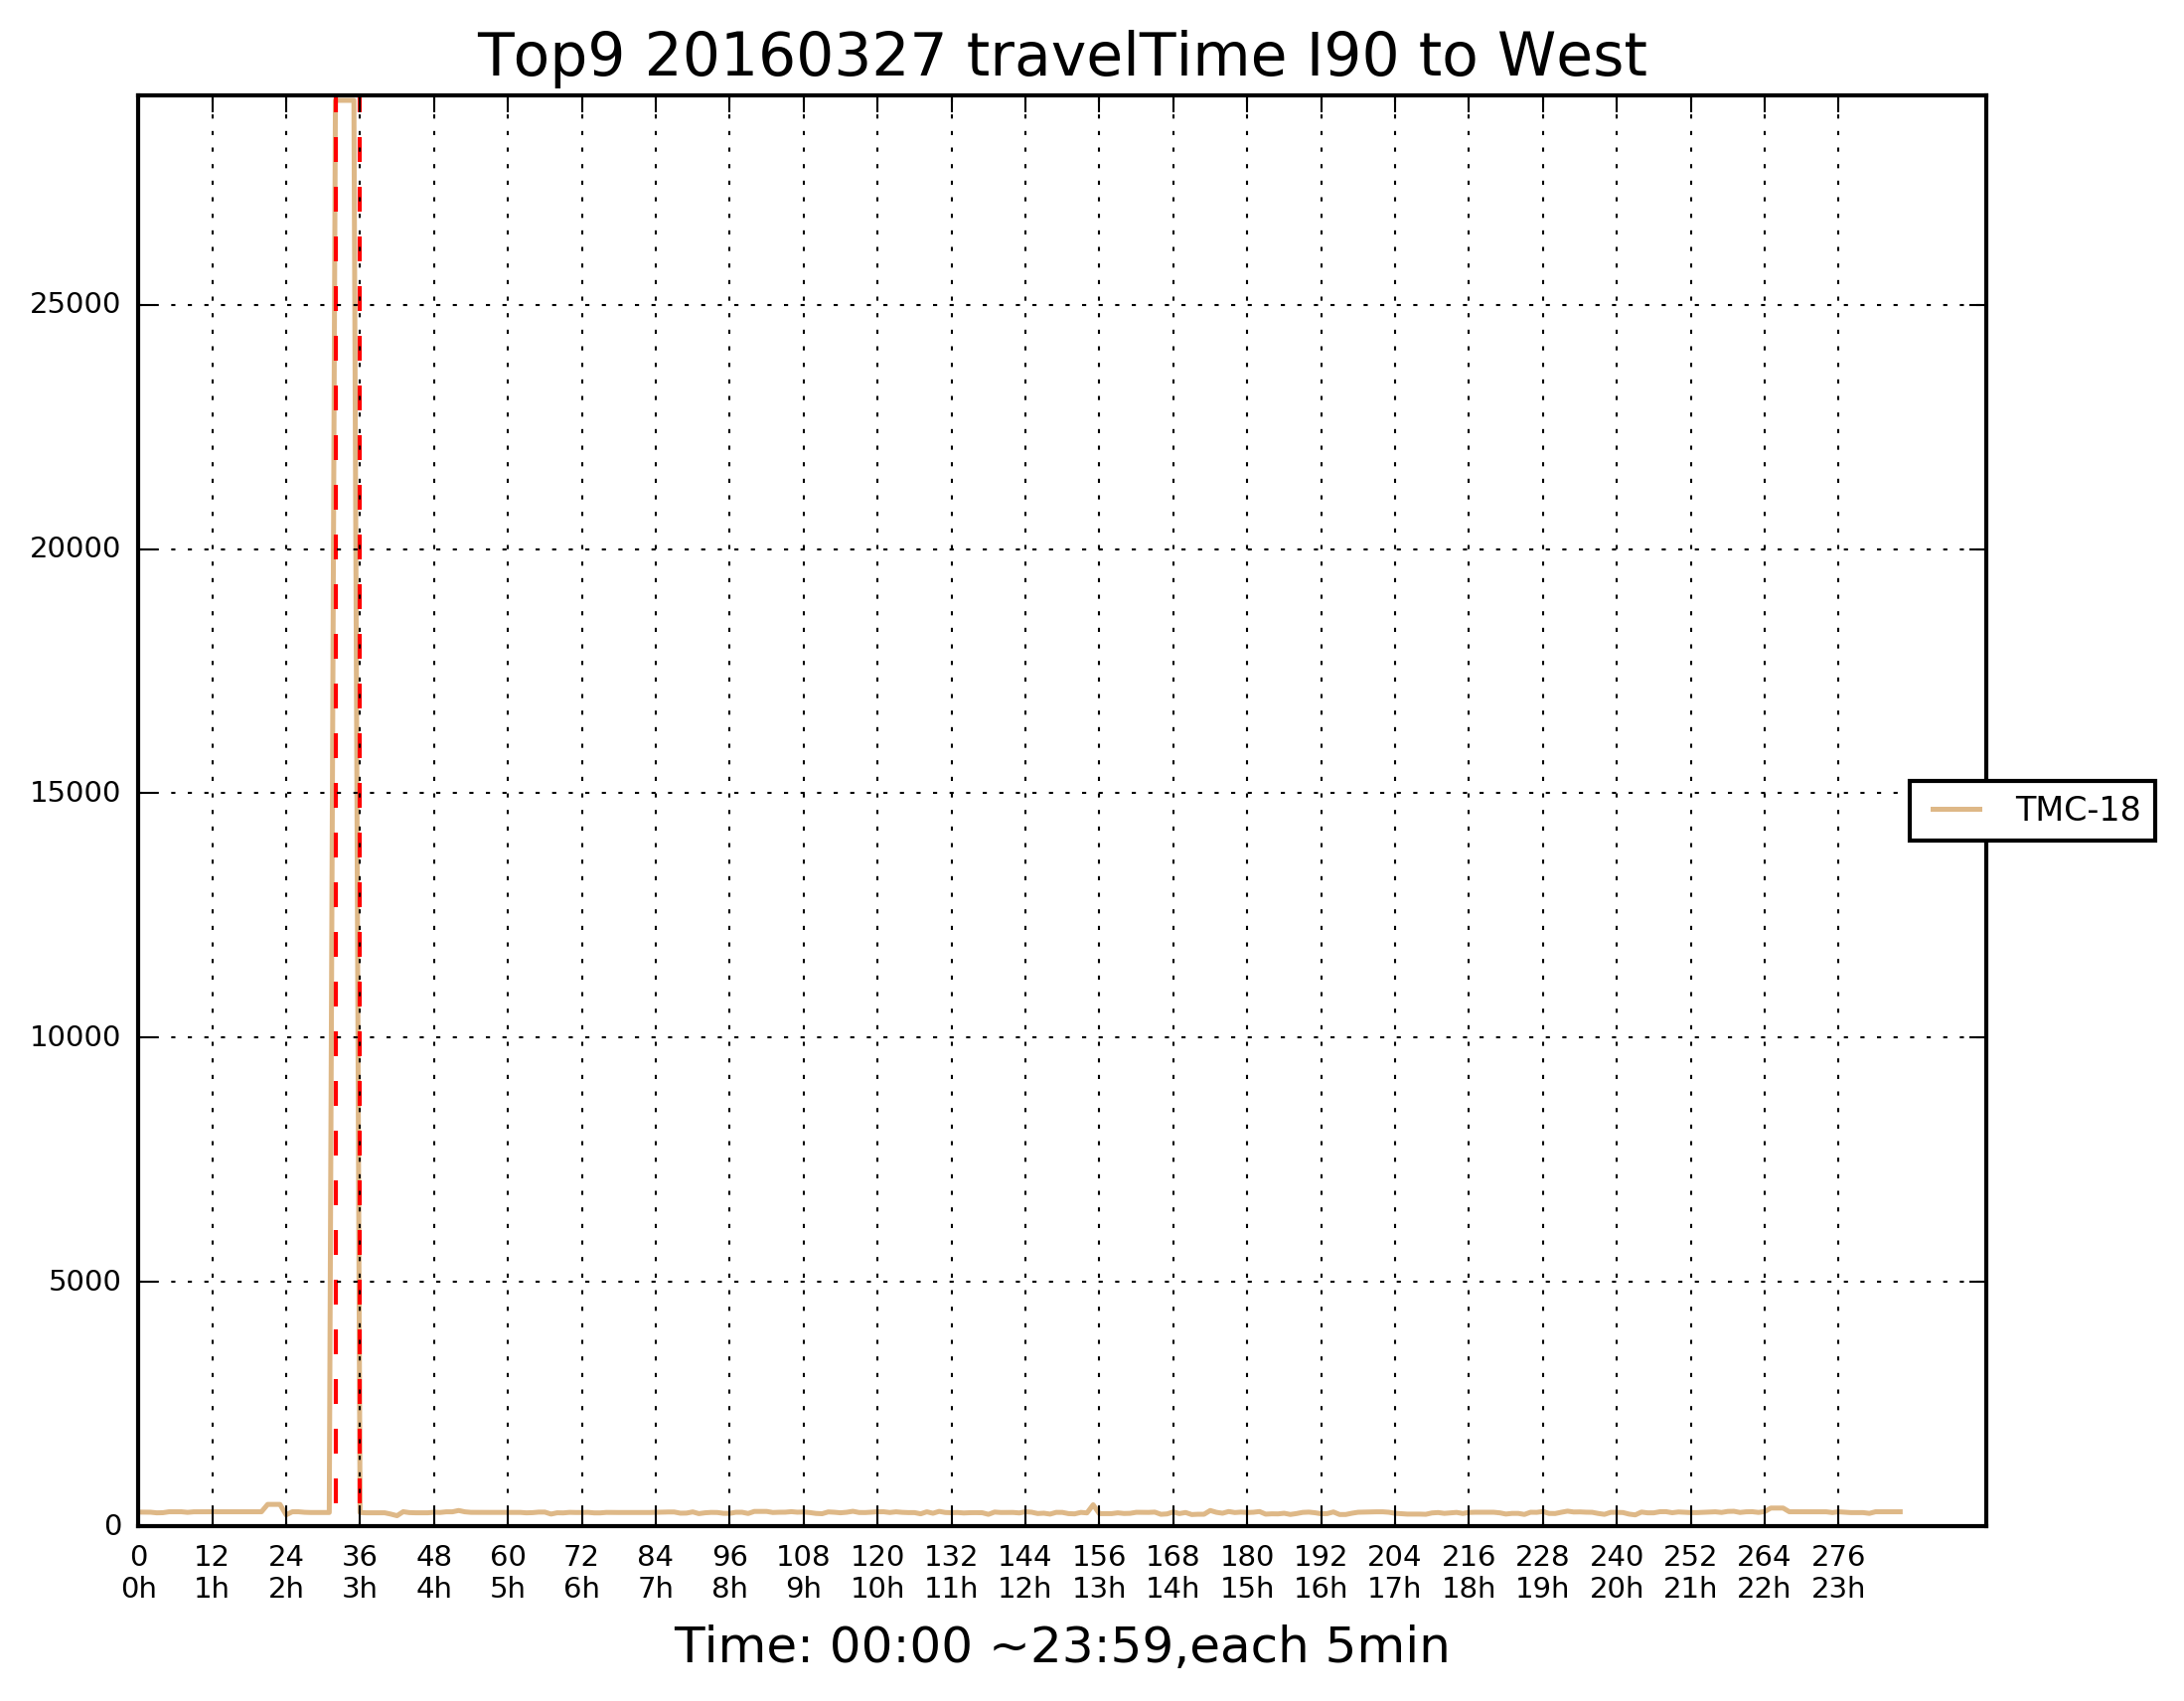 Top9 20160327 travelTime I90 to West
25000
20000
15000
10000
5000
0
TMC-18
0 12 24 36 48 60 72 84 96 108 120 132 144 156 168 180 192 204 216 228 240 252 264 276
0h 1h 2h 3h 4h 5h 6h 7h 8h 9h 10h 11h 12h 13h 14h 15h 16h 17h 18h 19h 20h 21h 22h 23h
Time: 00:00 ~23:59,each 5min